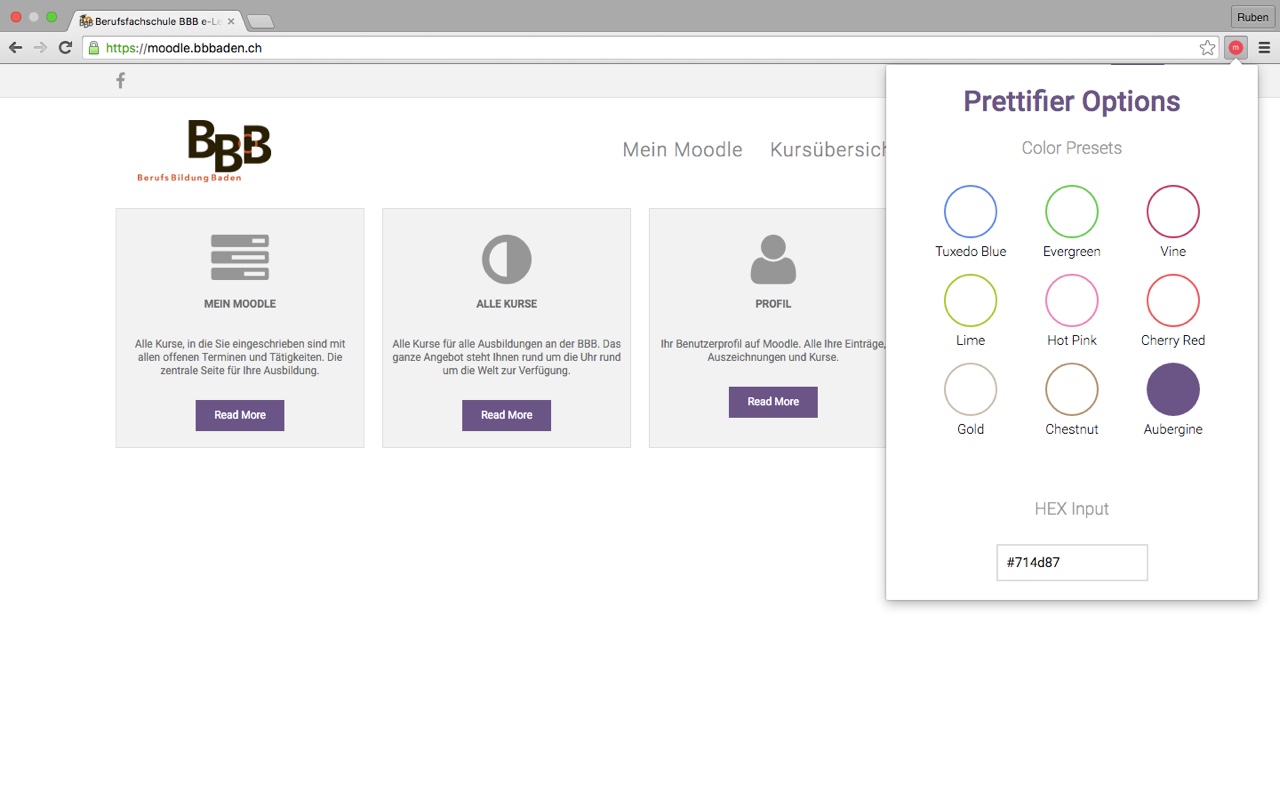 Berufsfachschule BBB e-Le
Ruben
https://moodle.bbbaden.ch
m
BBB
BerufsBildungBaden
Mein Moodle
Kursübersich
MEIN MOODLE
Alle Kurse, in die Sie eingeschrieben sind mit
allen offenen Terminen und Tätigkeiten. Die
zentrale Seite für Ihre Ausbildung.
Read More
ALLE KURSE
Alle Kurse für alle Ausbildungen an der BBB. Das
ganze Angebot steht Ihnen rund um die Uhr rund
um die Welt zur Verfügung.
Read More
PROFIL
Ihr Benutzerprofil auf Moodle. Alle Ihre Einträge,
Auszeichnungen und Kurse.
Read More
Prettifier Options
Color Presets
Tuxedo Blue
Evergreen
Vine
Lime
Hot Pink
Cherry Red
Gold
Chestnut
Aubergine
HEX Input
#714d87